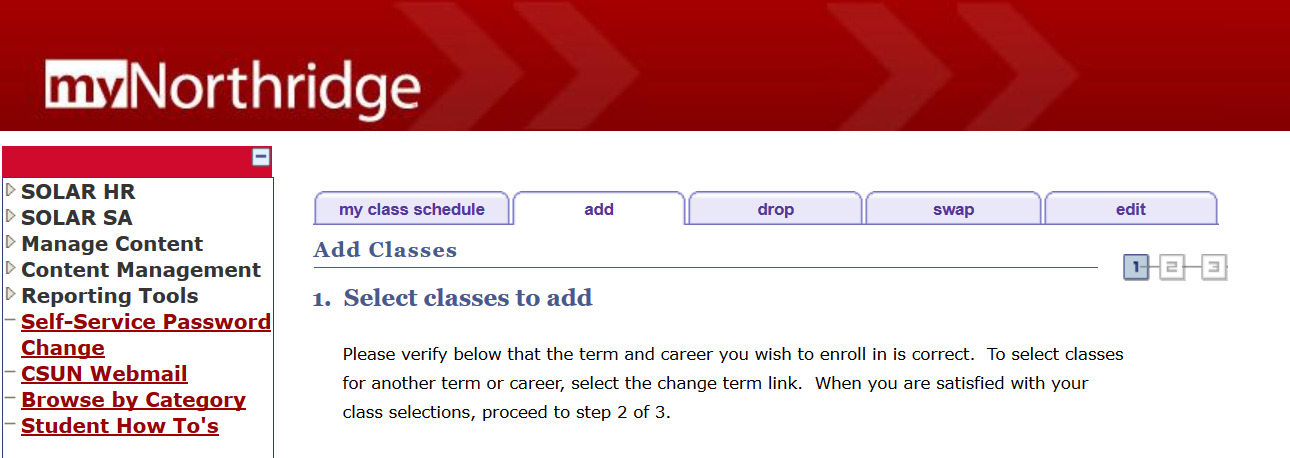 myNorthridge
SOLAR HR
SOLAR SA
Manage Content
Content Management
Reporting Tools
Self-Service Password
Change
CSUN Webmail
Browse by Category
Student How To's
my class schedule add drop swap edit
Add Classes
1 2 3
1. Select classes to add
Please verify below that the term and career you wish to enroll in is correct. To select classes
for another term or career, select the change term link. When you are satisfied with your
class selections, proceed to step 2 of 3.